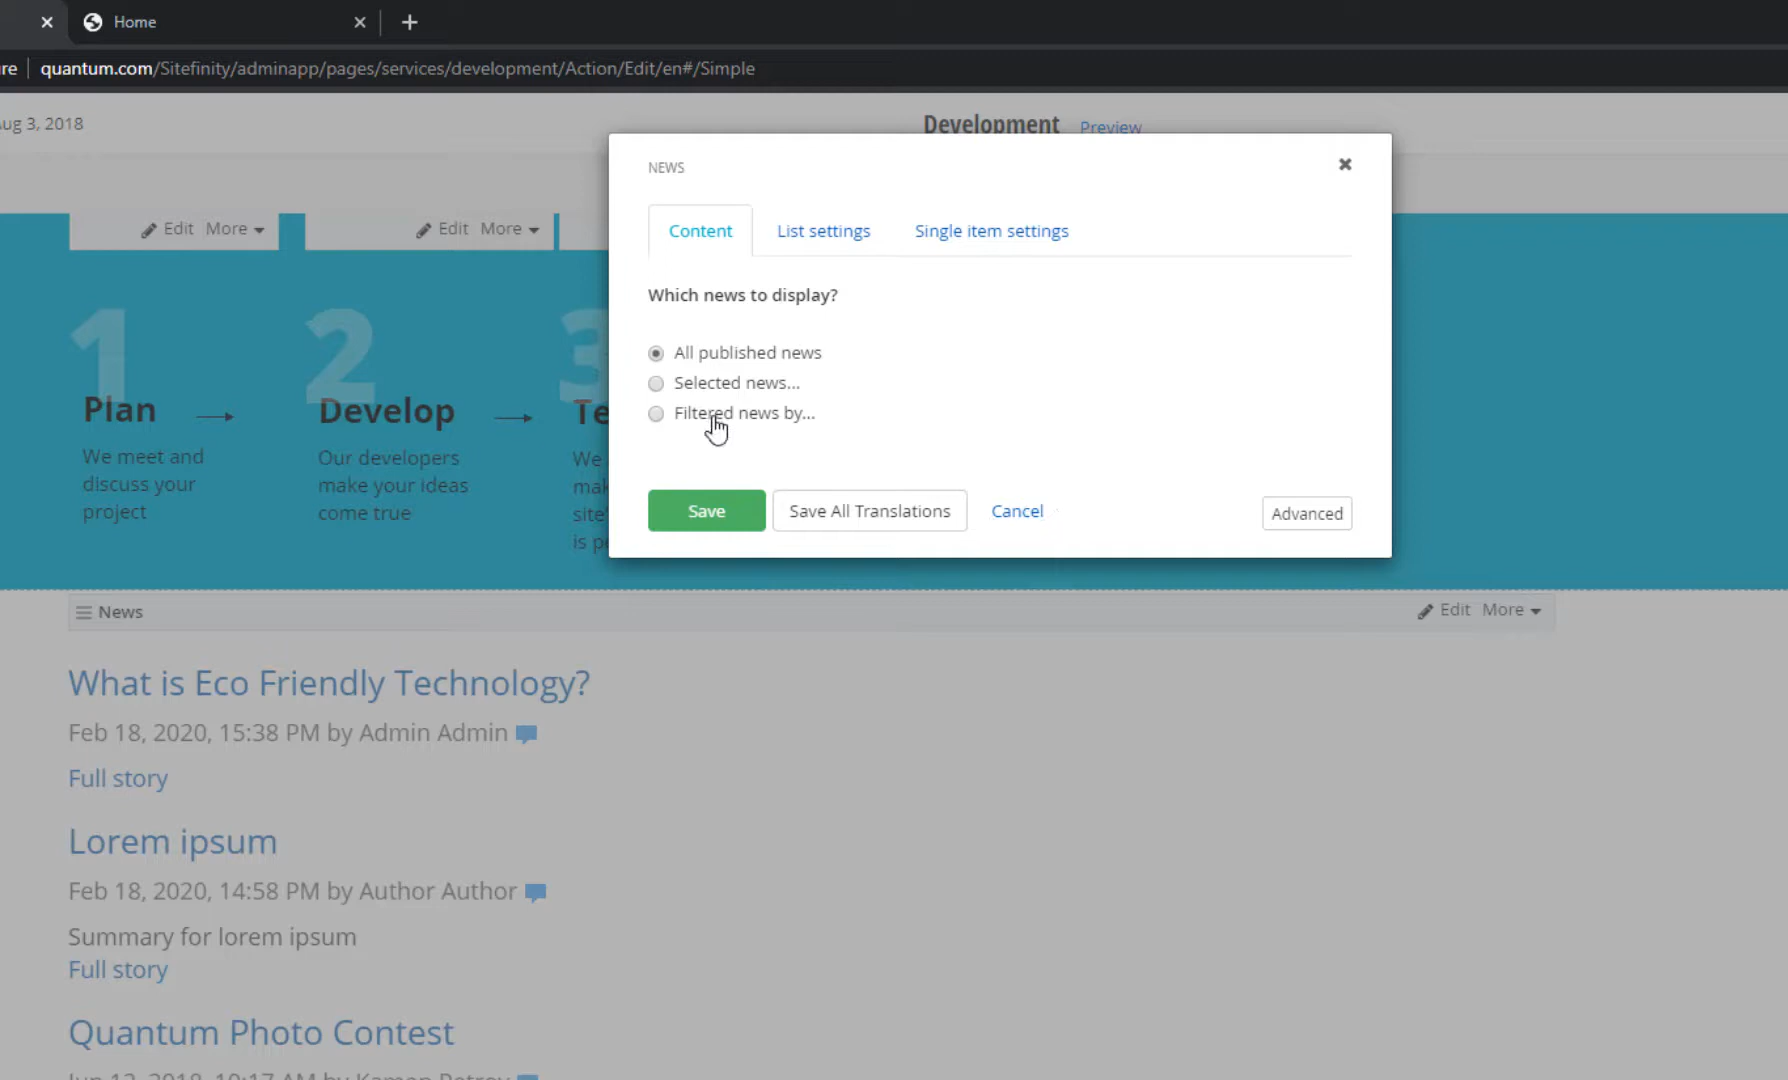 Home
re quantum.com/Sitefinity/adminapp/pages/services/development/Action/Edit/en#/Simple
ug 3, 2018
Development Preview
NEWS
Content List settings Single item settings
Which news to display?
All published news
Selected news...
Filtered news by...
Save Save All Translations Cancel Advanced
Edit More Edit More
1 2 3
Plan Develop Te
We meet and
discuss your
project
Our developers
make your ideas
come true
We
mak
site'
is p
News Edit More
What is Eco Friendly Technology?
Feb 18, 2020, 15:38 PM by Admin Admin
Full story
Lorem ipsum
Feb 18, 2020, 14:58 PM by Author Author
Summary for lorem ipsum
Full story
Quantum Photo Contest